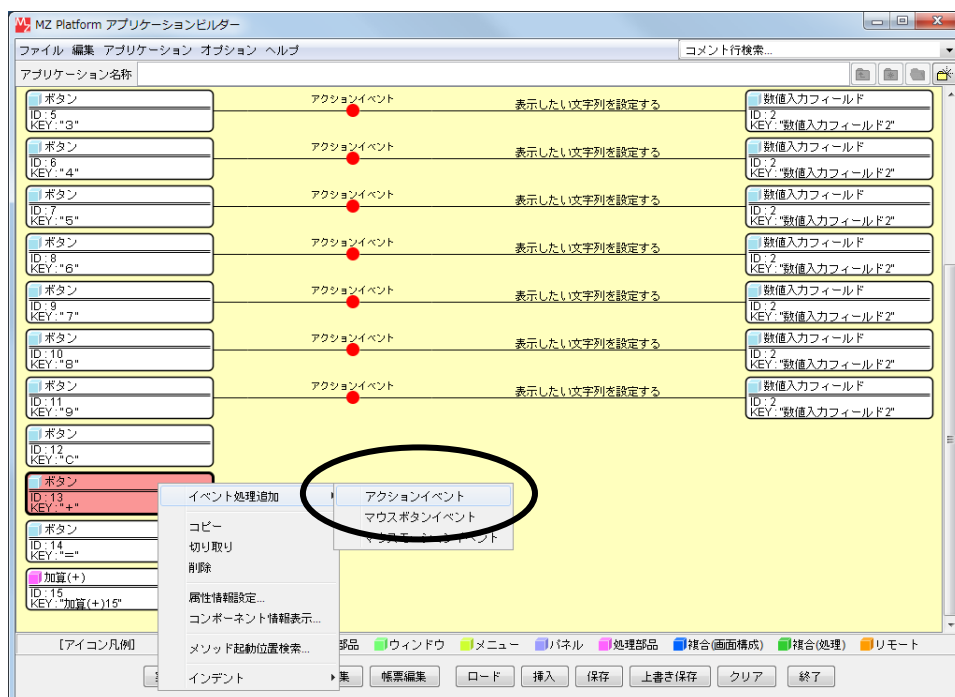 MZ Platform アプリケーションビルダー
ファイル 編集 アプリケーション オプション ヘルプ
コメント行検索...
アプリケーション名称
ボタン
ID:5
KEY:"3"
アクションイベント
表示したい文字列を設定する
数値入力フィールド
ID:2
KEY:"数値入力フィールド2"
ボタン
ID:6
KEY:"4"
アクションイベント
表示したい文字列を設定する
数値入力フィールド
ID:2
KEY:"数値入力フィールド2"
ボタン
ID:7
KEY:"5"
アクションイベント
表示したい文字列を設定する
数値入力フィールド
ID:2
KEY:"数値入力フィールド2"
ボタン
ID:8
KEY:"6"
アクションイベント
表示したい文字列を設定する
数値入力フィールド
ID:2
KEY:"数値入力フィールド2"
ボタン
ID:9
KEY:"7"
アクションイベント
表示したい文字列を設定する
数値入力フィールド
ID:2
KEY:"数値入力フィールド2"
ボタン
ID:10
KEY:"8"
アクションイベント
表示したい文字列を設定する
数値入力フィールド
ID:2
KEY:"数値入力フィールド2"
ボタン
ID:11
KEY:"9"
アクションイベント
表示したい文字列を設定する
数値入力フィールド
ID:2
KEY:"数値入力フィールド2"
ボタン
ID:12
KEY:"C"
ボタン
ID:13
KEY:"+"
ボタン
ID:14
KEY:"="
加算(+)
ID:15
KEY:"加算(+)15"
イベント処理追加
コピー
切り取り
削除
属性情報設定...
コンポーネント情報表示...
メソッド起動位置検索...
インデント
アクションイベント
マウスボタンイベント
マウスモーションイベント
[アイコン凡例]
部品 ウィンドウ メニュー パネル 処理部品 複合(画面構成) 複合(処理) リモート
集 帳票編集 ロード 挿入 保存 上書き保存 クリア 終了